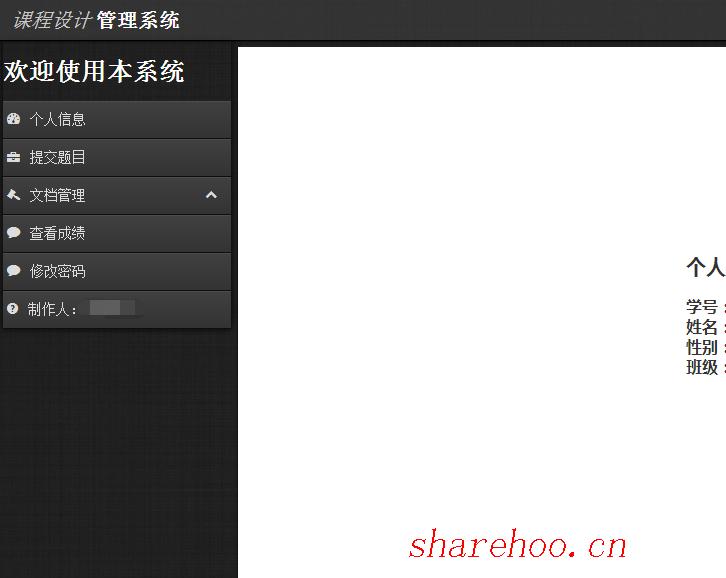 课程设计 管理系统
欢迎使用本系统
个人信息
提交题目
文档管理
查看成绩
修改密码
制作人：
个人
学号：
姓名：
性别：
班级：
sharehoo.cn